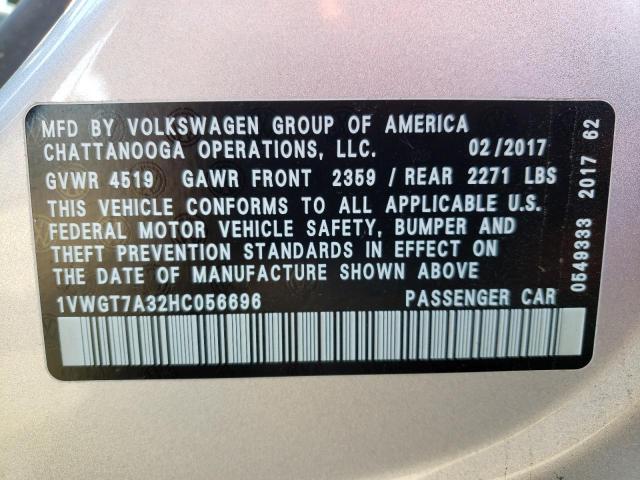 MFD BY VOLKSWAGEN GROUP OF AMERICA
CHATTANOOGA OPERATIONS, LLC. 02/2017
GVWR 4519 GAWR FRONT 2359 / REAR 2271 LBS
THIS VEHICLE CONFORMS TO ALL APPLICABLE U.S.
FEDERAL MOTOR VEHICLE SAFETY, BUMPER AND
THEFT PREVENTION STANDARDS IN EFFECT ON
THE DATE OF MANUFACTURE SHOWN ABOVE
1VWGT7A32HC056696 PASSENGER CAR
0549333 2017 62